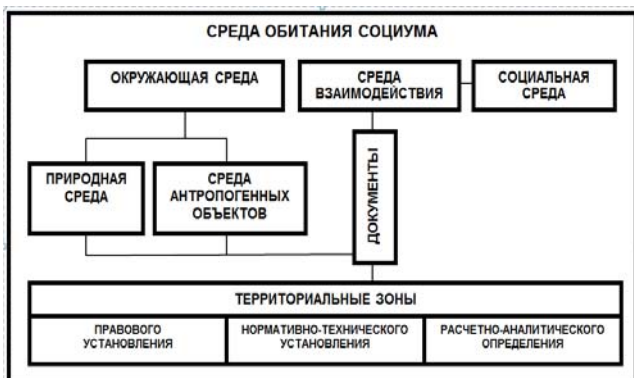 СРЕДА ОБИТАНИЯ СОЦИУМА
ОКРУЖАЮЩАЯ СРЕДА
СРЕДА
ВЗАИМОДЕЙСТВИЯ
СОЦИАЛЬНАЯ
СРЕДА
ПРИРОДНАЯ
СРЕДА
СРЕДА
АНТРОПОГЕННЫХ
ОБЪЕКТОВ
ДОКУМЕНТЫ
ТЕРРИТОРИАЛЬНЫЕ ЗОНЫ
ПРАВОВОГО
УСТАНОВЛЕНИЯ
НОРМАТИВНО-ТЕХНИЧЕСКОГО
УСТАНОВЛЕНИЯ
РАСЧЕТНО-АНАЛИТИЧЕСКОГО
ОПРЕДЕЛЕНИЯ